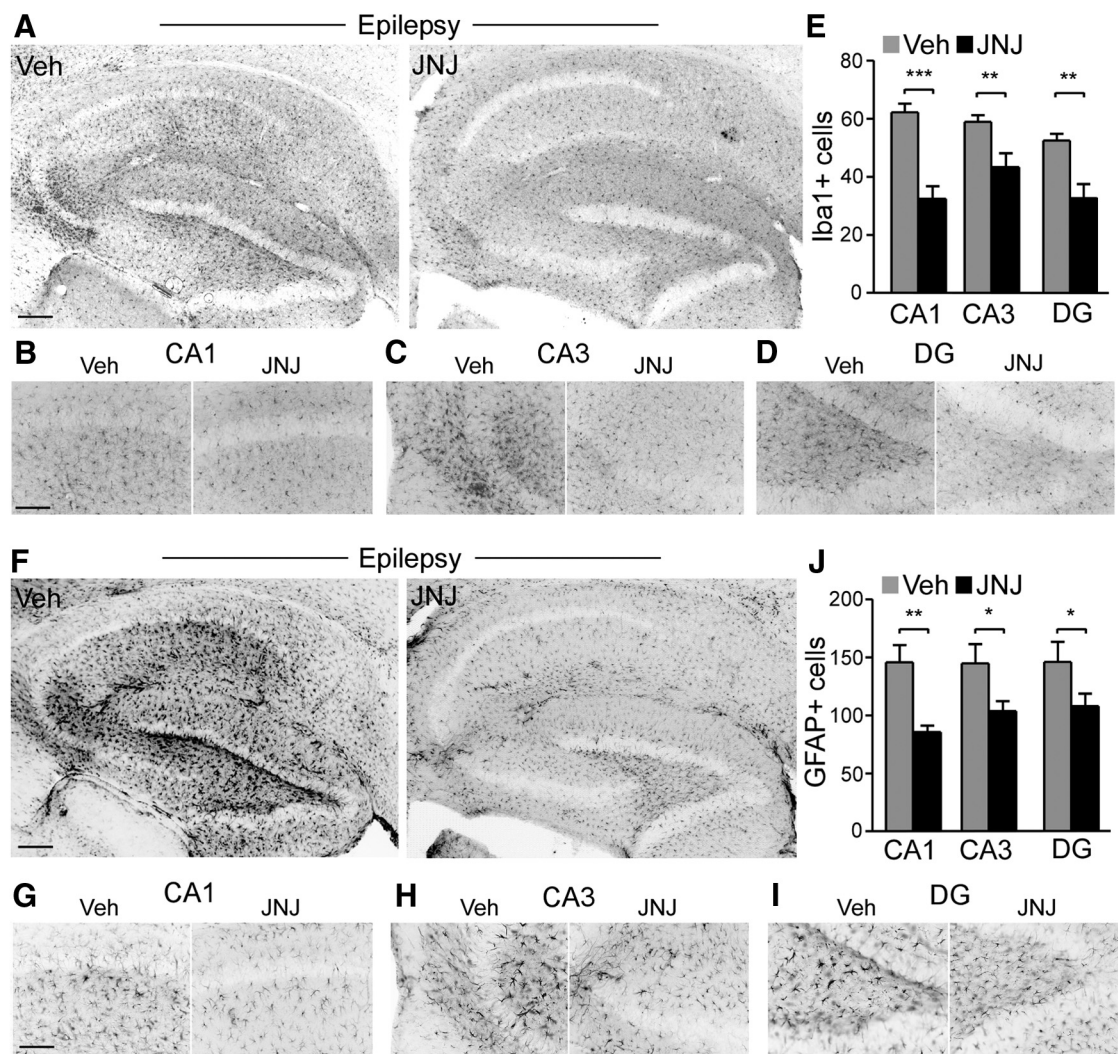 A Epilepsy
Veh JNJ
E Veh JNJ
Iba1+ cells
80
60
40
20
0
*** ** **
CA1 CA3 DG
B CA1
Veh JNJ
C CA3
Veh JNJ
D DG
Veh JNJ
F Epilepsy
Veh JNJ
J Veh JNJ
GFAP+ cells
200
150
100
50
0
** * *
CA1 CA3 DG
G CA1
Veh JNJ
H CA3
Veh JNJ
I DG
Veh JNJ